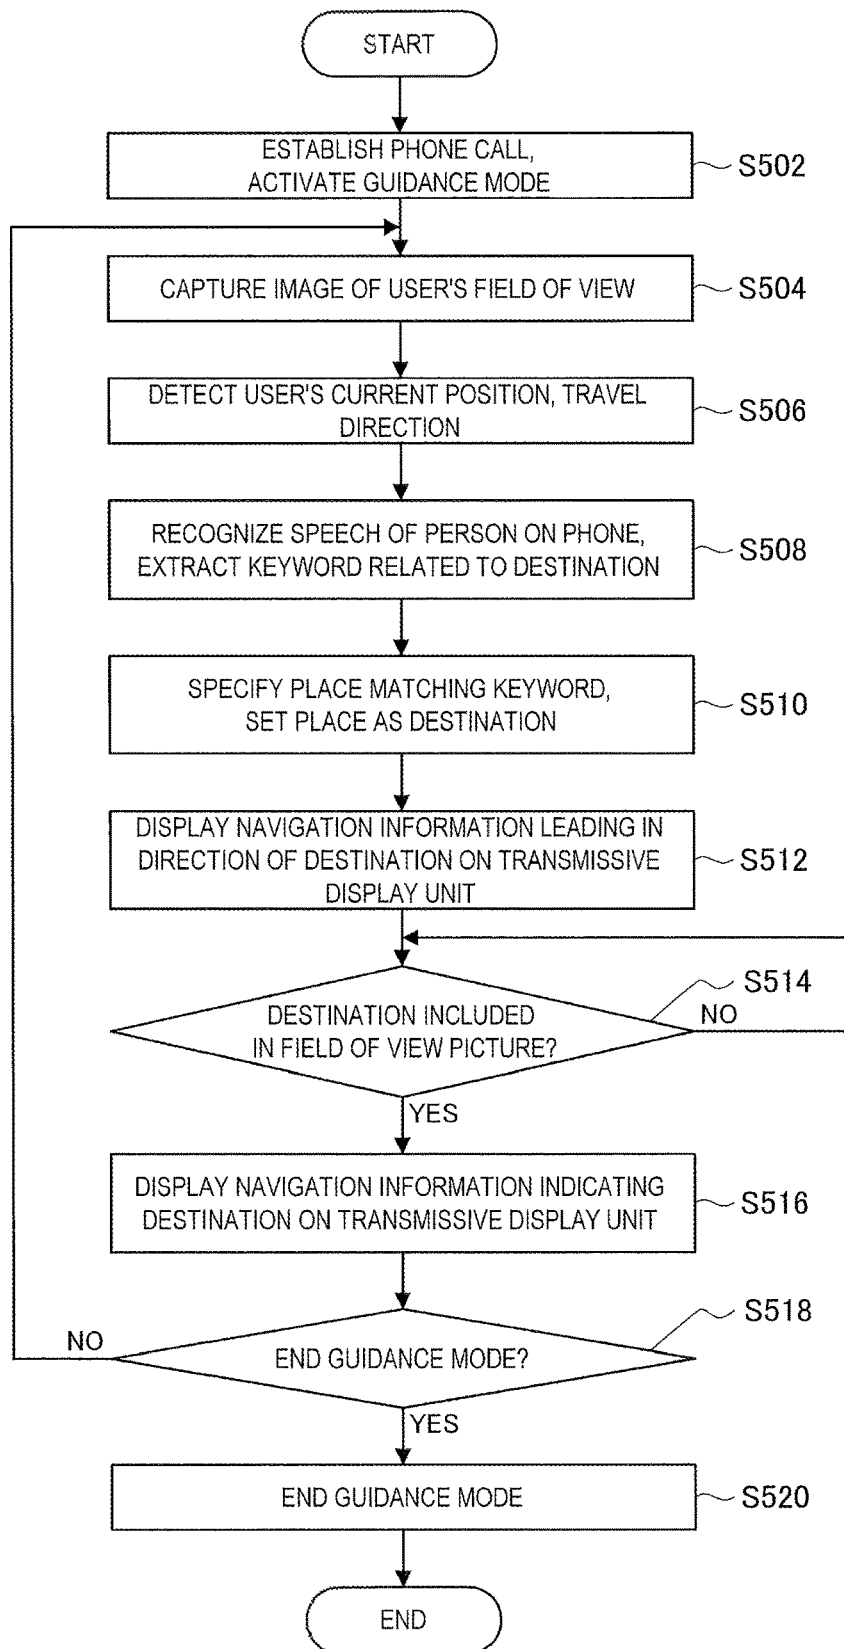 START
ESTABLISH PHONE CALL,
ACTIVATE GUIDANCE MODE
S502
CAPTURE IMAGE OF USER'S FIELD OF VIEW
S504
DETECT USER'S CURRENT POSITION, TRAVEL
DIRECTION
S506
RECOGNIZE SPEECH OF PERSON ON PHONE,
EXTRACT KEYWORD RELATED TO DESTINATION
S508
SPECIFY PLACE MATCHING KEYWORD,
SET PLACE AS DESTINATION
S510
DISPLAY NAVIGATION INFORMATION LEADING IN
DIRECTION OF DESTINATION ON TRANSMISSIVE
DISPLAY UNIT
S512
S514
DESTINATION INCLUDED
IN FIELD OF VIEW PICTURE?
NO
YES
DISPLAY NAVIGATION INFORMATION INDICATING
DESTINATION ON TRANSMISSIVE DISPLAY UNIT
S516
S518
NO
END GUIDANCE MODE?
YES
END GUIDANCE MODE
S520
END